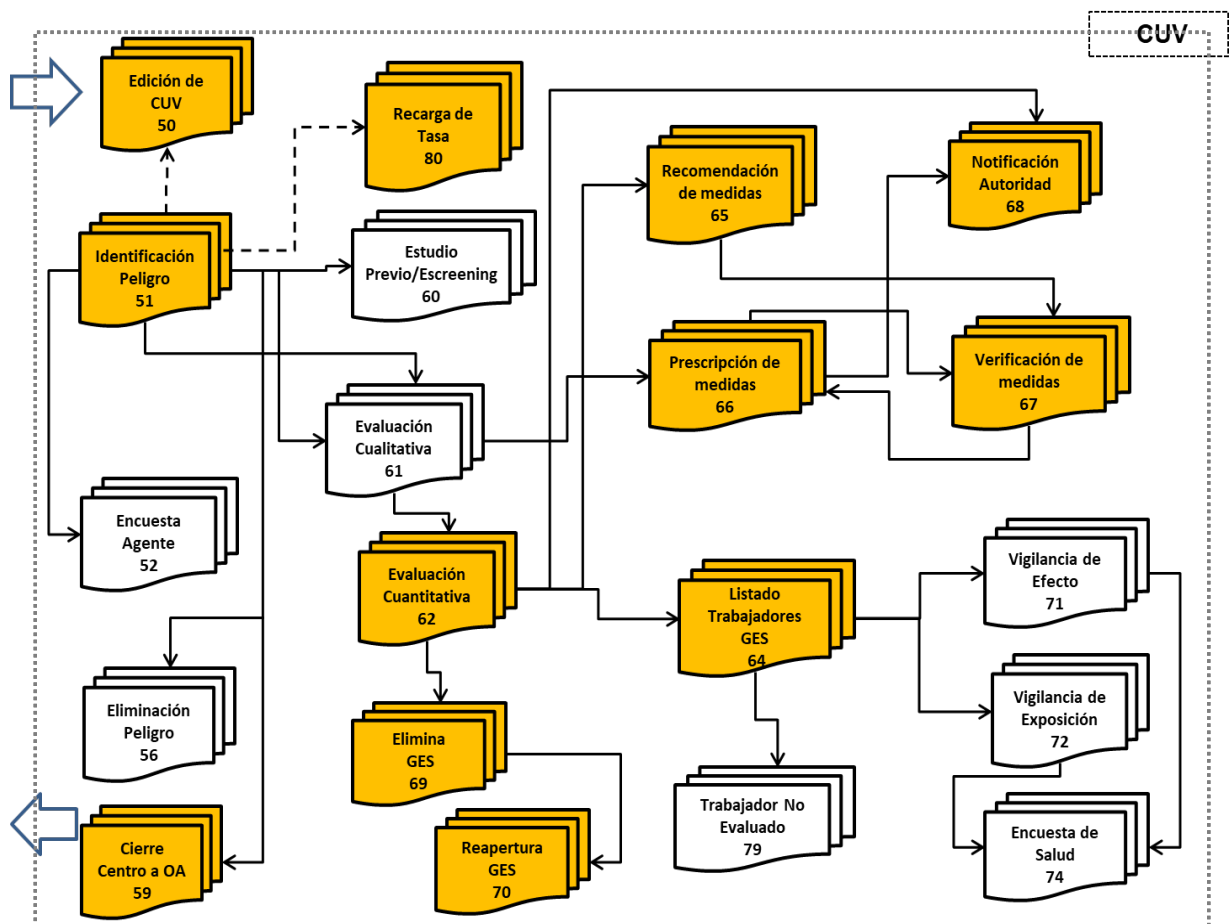 CUV
Edición de
CUV
50
Recarga de
Tasa
80
Recomendación
de medidas
65
Notificación
Autoridad
68
Identificación
Peligro
51
Estudio
Previo/Escreening
60
Prescripción de
medidas
66
Verificación de
medidas
67
Evaluación
Cualitativa
61
Encuesta
Agente
52
Evaluación
Cuantitativa
62
Listado
Trabajadores
GES
64
Vigilancia de
Efecto
71
Eliminación
Peligro
56
Elimina
GES
69
Vigilancia de
Exposición
72
Trabajador No
Evaluado
79
Encuesta de
Salud
74
Cierre
Centro a OA
59
Reapertura
GES
70